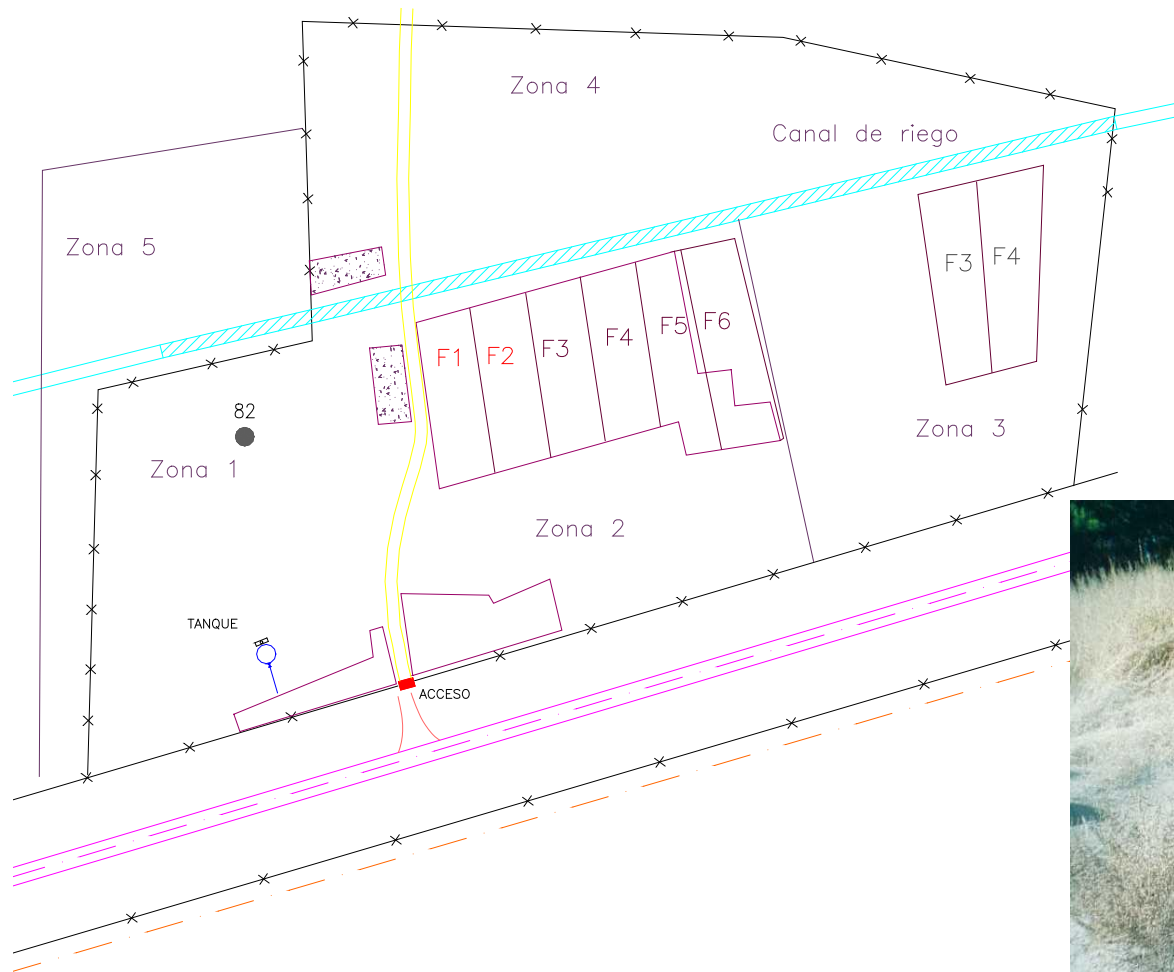 Zona 4
Canal de riego
Zona 5
F3
F4
F1
F2
F3
F4
F5
F6
82
Zona 1
Zona 3
Zona 2
TANQUE
ACCESO